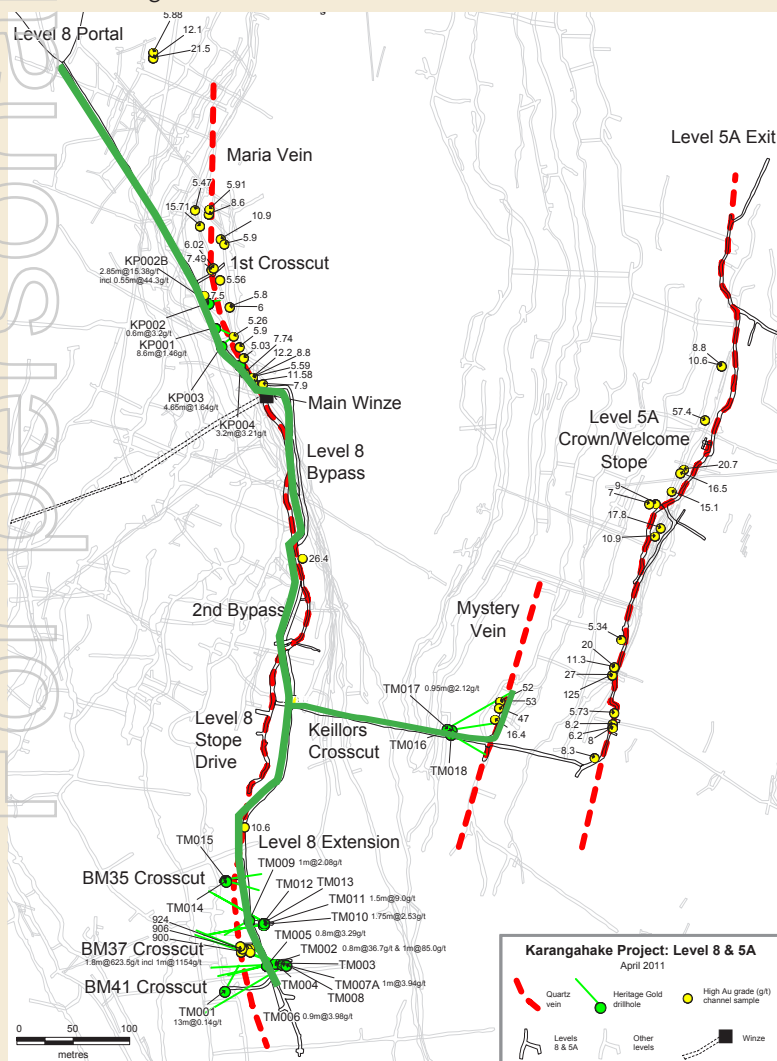 Level 8 Portal
5.88
12.1
21.5
Maria Vein
Level 5A Exit
5.47
5.91
15.71
8.6
10.9
6.02
5.9
KP002B
2.85m@15.38g/t
incl 0.55m@44.3g/t
7.49
1st Crosscut
5.56
7.5
5.8
6
KP002
0.6m@3.2g/t
5.26
5.9
KP001
8.6m@1.46g/t
5.03
7.74
12.2
8.8
5.59
11.58
7.9
8.8
10.6
KP003
4.65m@1.64g/t
KP004
3.2m@3.21g/t
Main Winze
57.4
Level 5A
Crown/Welcome
Stope
Level 8
Bypass
20.7
16.5
9
7
15.1
17.8
10.9
26.4
2nd Bypass
Mystery
Vein
5.34
20
11.3
27
125
TM017 0.95m@2.12g/t
52
53
47
16.4
5.73
8.2
6.2
8
8.3
Level 8
Stope
Drive
Keillors
Crosscut
TM016
TM018
10.6
Level 8 Extension
TM015
TM009 1m@2.08g/t
BM35 Crosscut
TM012
TM013
TM011 1.5m@9.0g/t
TM014
TM010 1.75m@2.53g/t
924
906
900
TM005 0.8m@3.29g/t
BM37 Crosscut
1.8m@623.5g/t incl 1m@1154g/t
TM002 0.8m@36.7g/t & 1m@85.0g/t
TM003
TM004
TM007A 1m@3.94g/t
TM008
BM41 Crosscut
TM001
13m@0.14g/t
TM006 0.9m@3.98g/t
0 50 100
metres
Karangahake Project: Level 8 & 5A
April 2011
Quartz
vein
Heritage Gold
drillhole
High Au grade (g/t)
channel sample
Levels
8 & 5A
Other
levels
Winze